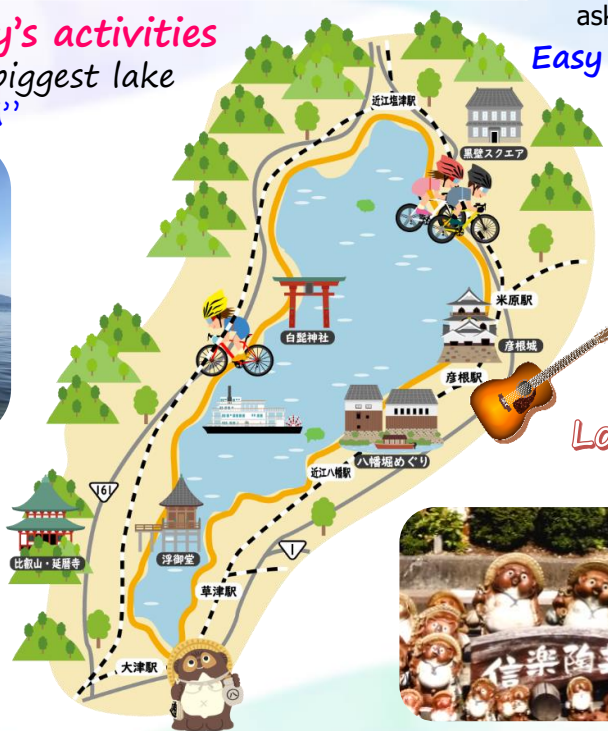 y's activities
biggest lake
ask
Easy
近江塩津駅
黒壁スクエア
米原駅
白髭神社
彦根城
彦根駅
八幡堀めぐり
近江八幡駅
161
比叡山・延暦寺
浮御堂
1
草津駅
大津駅
八
Lo
信楽陶